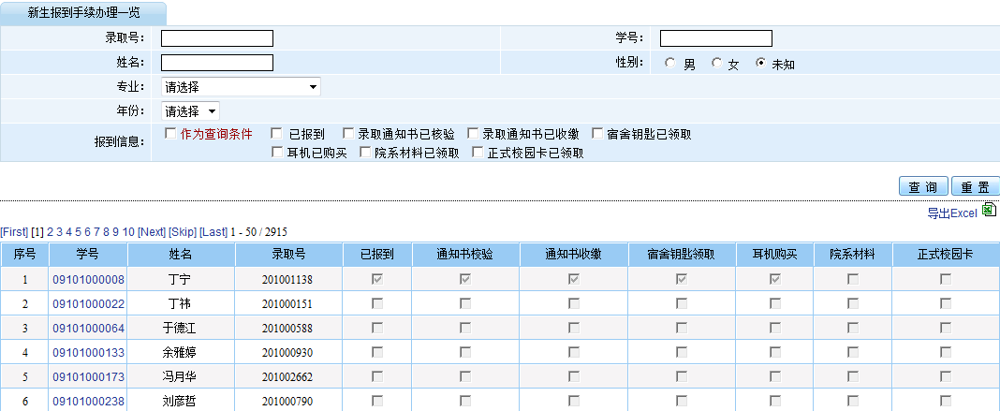 新生报到手续办理一览
录取号: 学号:
姓名: 性别: 男 女 未知
专业: 请选择
年份: 请选择
报到信息: 作为查询条件 已报到 录取通知书已核验 录取通知书已收缴 宿舍钥匙已领取
耳机已购买 院系材料已领取 正式校园卡已领取
查询 重置
导出Excel
[First] [1] 2 3 4 5 6 7 8 9 10 [Next] [Skip] [Last] 1 - 50 / 2915
序号 学号 姓名 录取号 已报到 通知书核验 通知书收缴 宿舍钥匙领取 耳机购买 院系材料 正式校园卡
1 09101000008 丁宁 201001138
2 09101000022 丁祎 201000151
3 09101000064 于德江 201000588
4 09101000133 余雅婷 201000930
5 09101000173 冯月华 201002662
6 09101000238 刘彦哲 201000790